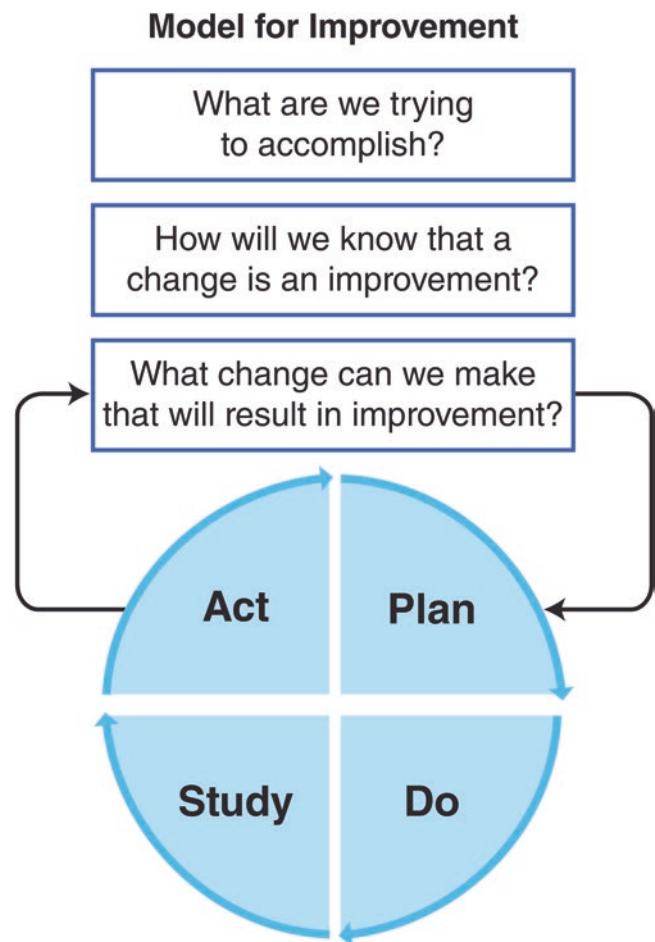 Model for Improvement
What are we trying
to accomplish?
How will we know that a
change is an improvement?
What change can we make
that will result in improvement?
Act
Plan
Study
Do